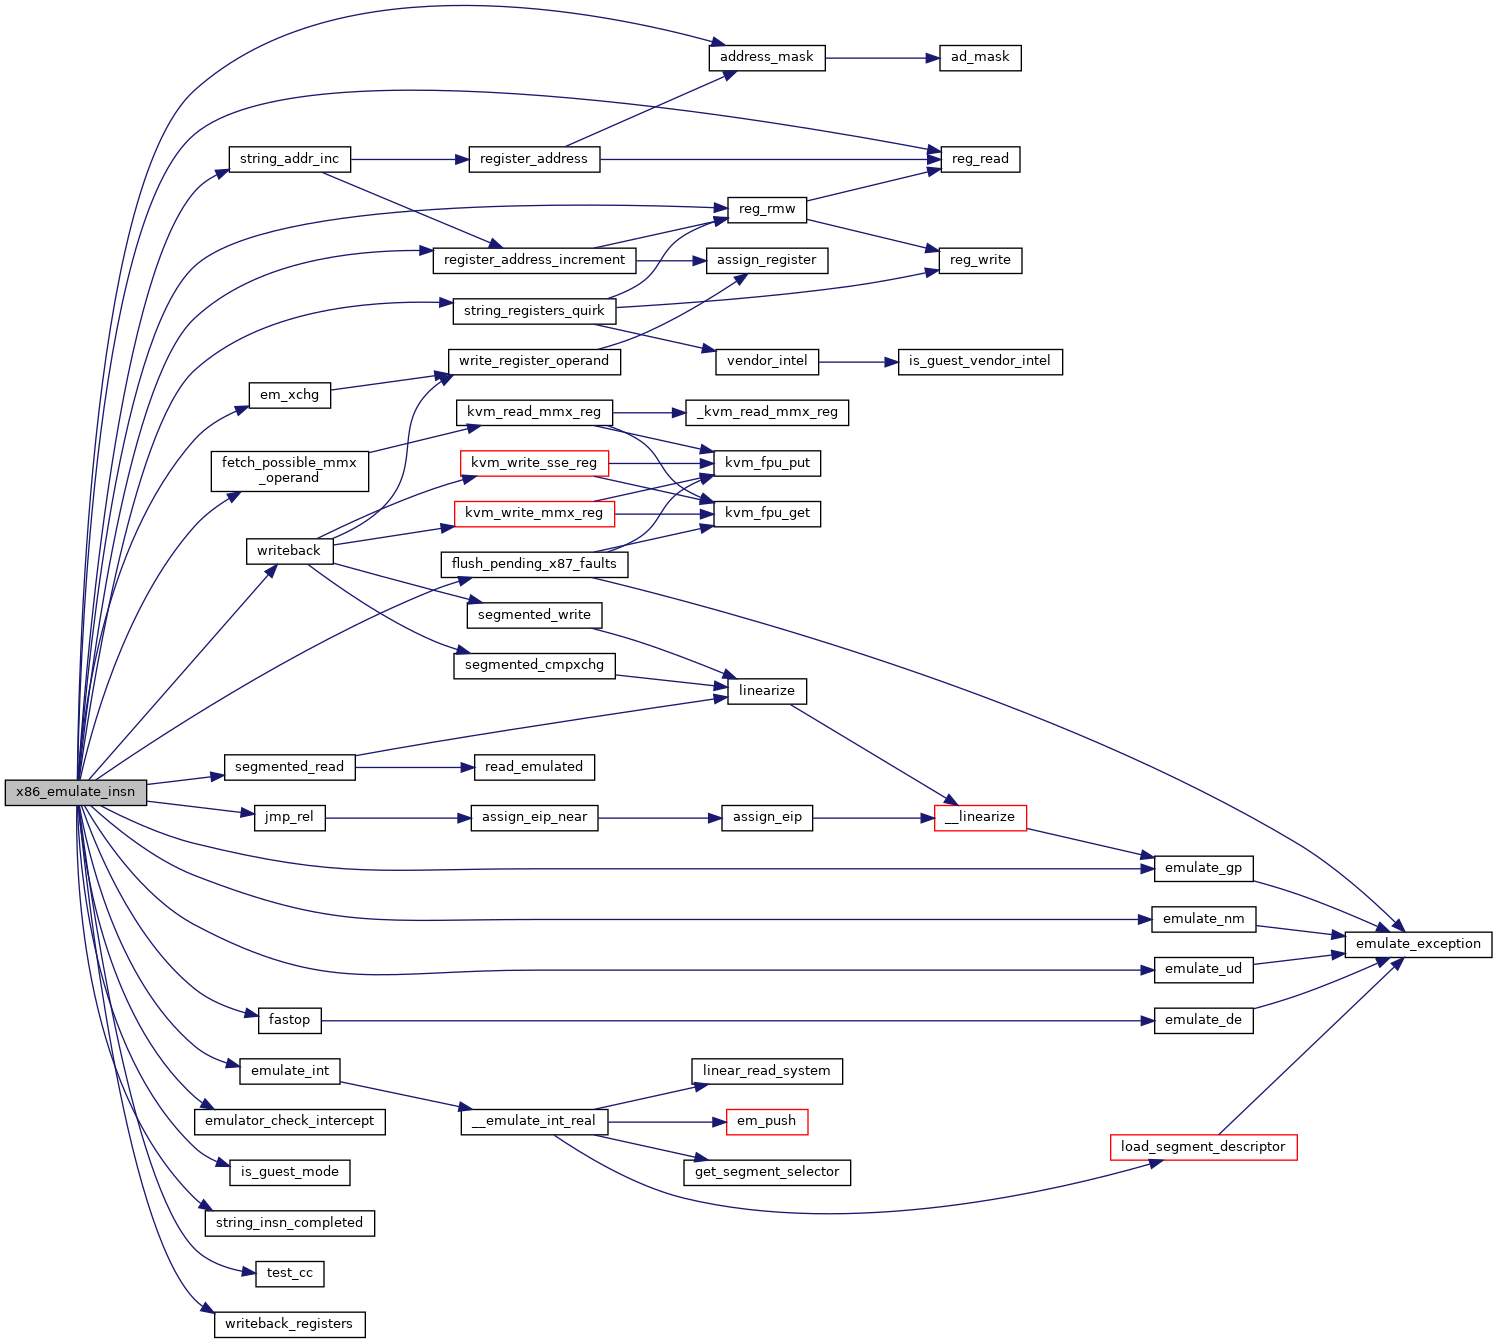 address_mask
ad_mask
string_addr_inc
register_address
reg_read
reg_rmw
register_address_increment
assign_register
reg_write
string_registers_quirk
write_register_operand
vendor_intel
is_guest_vendor_intel
em_xchg
kvm_read_mmx_reg
_kvm_read_mmx_reg
fetch_possible_mmx
_operand
kvm_write_sse_reg
kvm_fpu_put
kvm_write_mmx_reg
kvm_fpu_get
writeback
flush_pending_x87_faults
segmented_write
segmented_cmpxchg
linearize
segmented_read
read_emulated
x86_emulate_insn
jmp_rel
assign_eip_near
assign_eip
__linearize
emulate_gp
emulate_nm
emulate_exception
emulate_ud
fastop
emulate_de
emulate_int
linear_read_system
emulator_check_intercept
__emulate_int_real
em_push
load_segment_descriptor
is_guest_mode
get_segment_selector
string_insn_completed
test_cc
writeback_registers